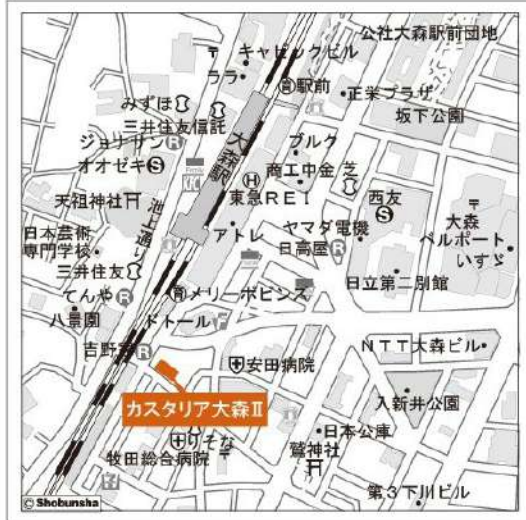 公社大森駅前団地
キャピックビル
ララ
駅前
正栄プラザ
坂下公園
みずほ
三井住友信託
ジョナサン
オオゼキ
大森駅
ブルク
商工中金
芝
東急REI
西友
天祖神社
池上通り
アトレ
ヤマダ電機
日高屋
大森
ベルポート
いすゞ
日本芸術
専門学校
三井住友
日立第二別館
てんや
メリーポピンズ
八景園
ドトール
吉野家
安田病院
NTT大森ビル
カスタリア大森Ⅱ
入新井公園
りそな
日本公庫
牧田総合病院
鷲神社
第3下川ビル
© Shobunsha